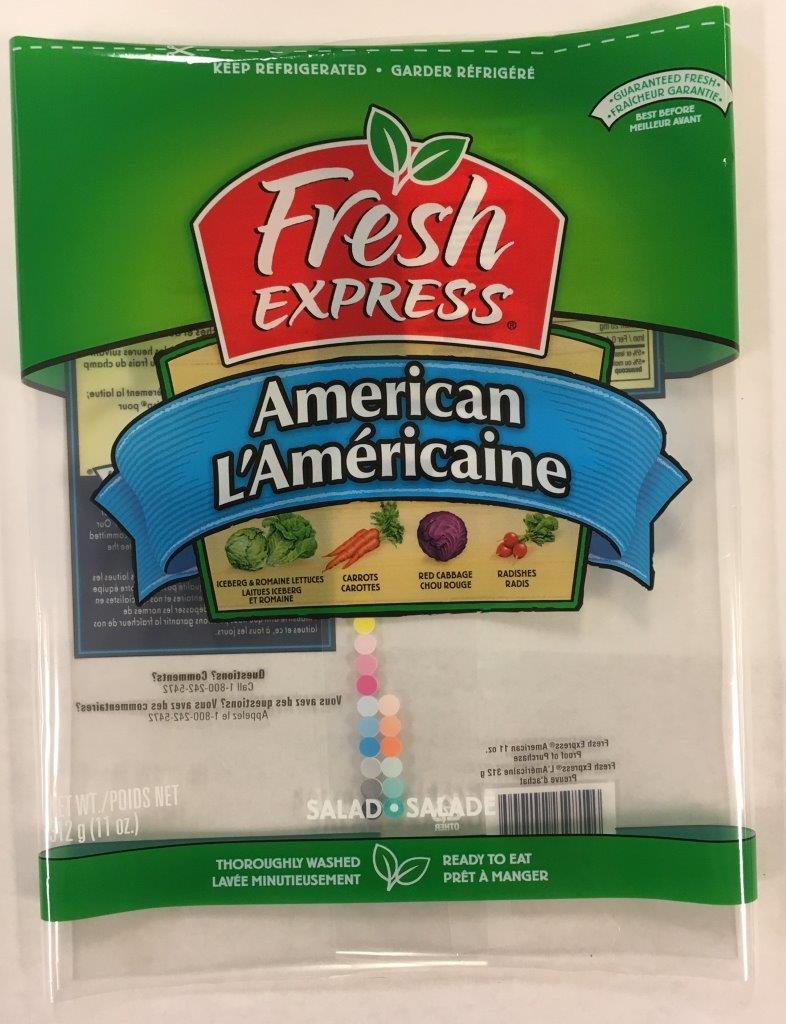 KEEP REFRIGERATED • GARDER RÉFRIGÉRÉ
•GUARANTEED FRESH•
•FRAICHEUR GARANTIE•
BEST BEFORE
MEILLEUR AVANT
Fresh
EXPRESS®
American
L'Américaine
ICEBERG & ROMAINE LETTUCES
LAITUES ICEBERG
ET ROMAINE
CARROTS
CAROTTES
RED CABBAGE
CHOU ROUGE
RADISHES
RADIS
Questions? Comments?
Call 1-800-242-5472
Vous avez des questions? Vous avez des commentaires?
Appelez le 1-800-242-5472
Fresh Express® American 11 oz.
Proof of Purchase
Fresh Express® L'Américaine 312 g
Preuve d'achat
NET WT./POIDS NET
312 g (11 oz.)
SALAD • SALADE
THOROUGHLY WASHED
LAVÉE MINUTIEUSEMENT
READY TO EAT
PRÊT À MANGER